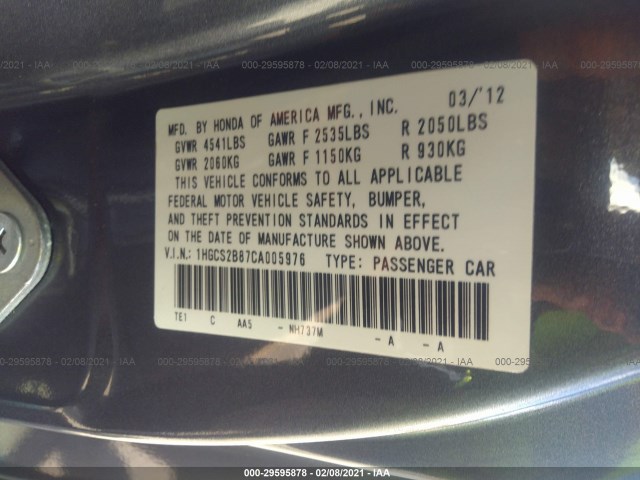 000-29595878 - 02/08/2021 - IAAI
MFD. BY HONDA OF AMERICA MFG., INC. 03/'12
GVWR 4541LBS GAWR F 2535LBS R 2050LBS
GVWR 2060KG GAWR F 1150KG R 930KG
THIS VEHICLE CONFORMS TO ALL APPLICABLE
FEDERAL MOTOR VEHICLE SAFETY, BUMPER,
AND THEFT PREVENTION STANDARDS IN EFFECT
ON THE DATE OF MANUFACTURE SHOWN ABOVE.
V.I.N.: 1HGCS2B87CA005976 TYPE: PASSENGER CAR
TE1 C AA5 - NH737M - A - A
000-29595878 - 02/08/2021 - IAAI